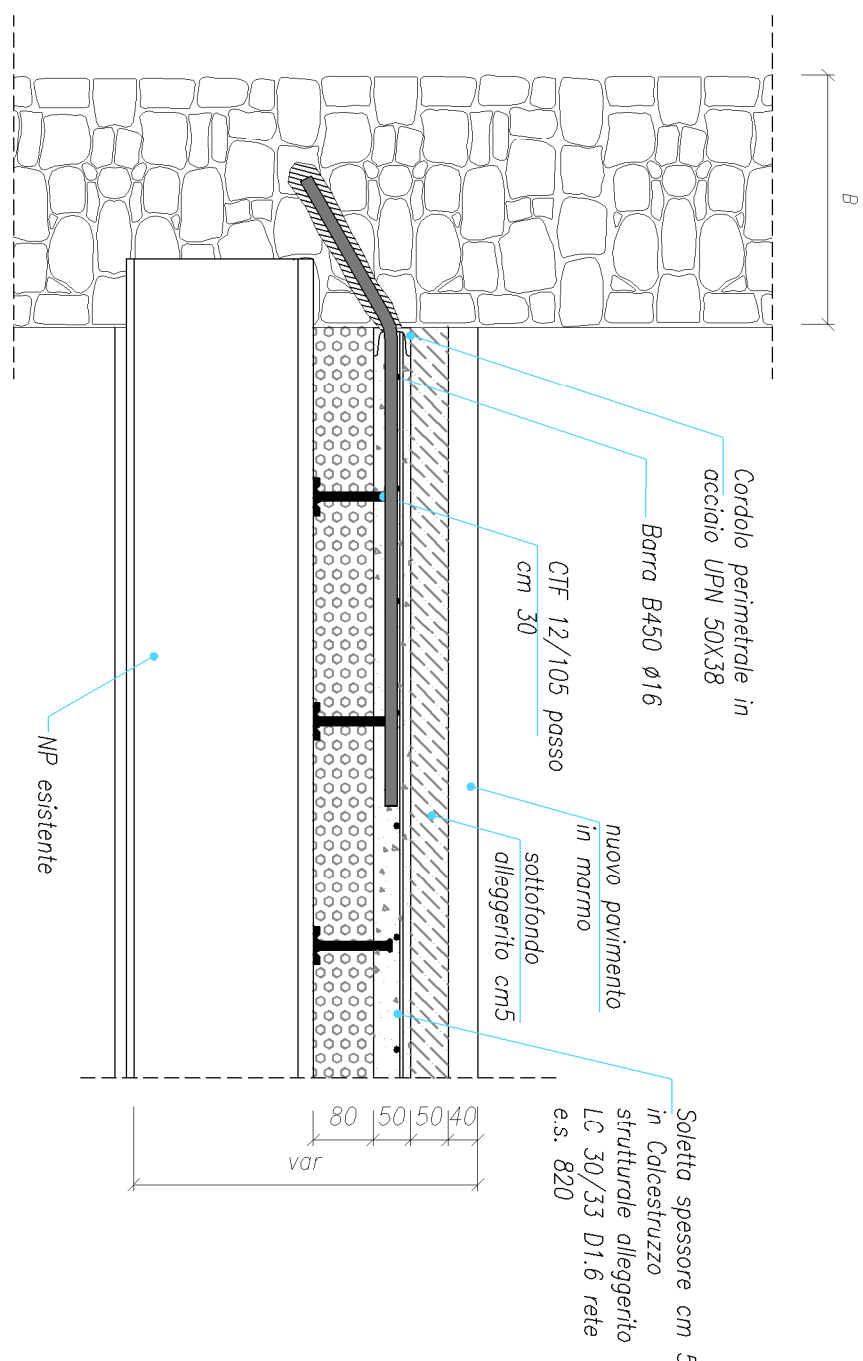 B
Cordolo perimetrale in
acciaio UPN 50X38
Barra B450 ø16
CTF 12/105 passo
cm 30
nuovo pavimento
in marmo
sottofondo
alleggerito cm5
Soletta spessore cm 5
in Calcestruzzo
strutturale alleggerito
LC 30/33 D1.6 rete
e.s. 820
NP esistente
80
50
50
40
var